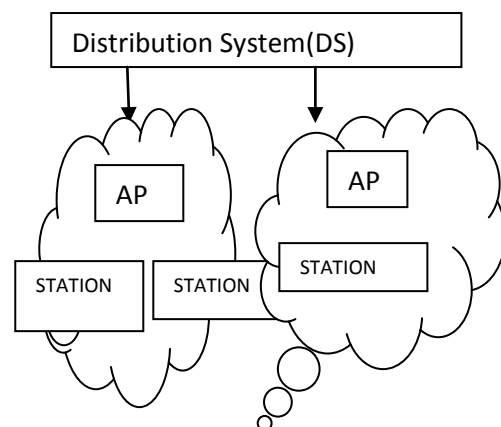 Distribution System(DS)
AP
AP
STATION
STATION
STATION